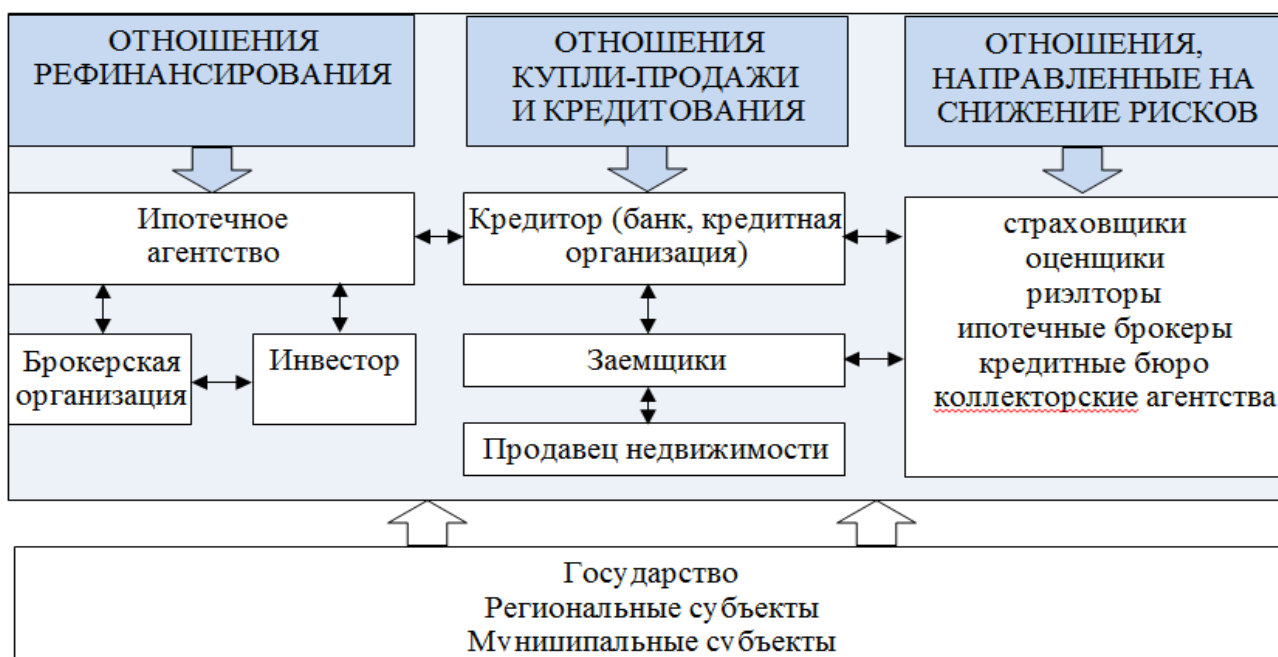 ОТНОШЕНИЯ
РЕФИНАНСИРОВАНИЯ
ОТНОШЕНИЯ
КУПЛИ-ПРОДАЖИ
И КРЕДИТОВАНИЯ
ОТНОШЕНИЯ,
НАПРАВЛЕННЫЕ НА
СНИЖЕНИЕ РИСКОВ
Ипотечное
агентство
Кредитор (банк, кредитная
организация)
страховщики
оценщики
риэлторы
ипотечные брокеры
кредитные бюро
коллекторские агентства
Брокерская
организация
Инвестор
Заемщики
Продавец недвижимости
Государство
Региональные субъекты
Муниципальные субъекты